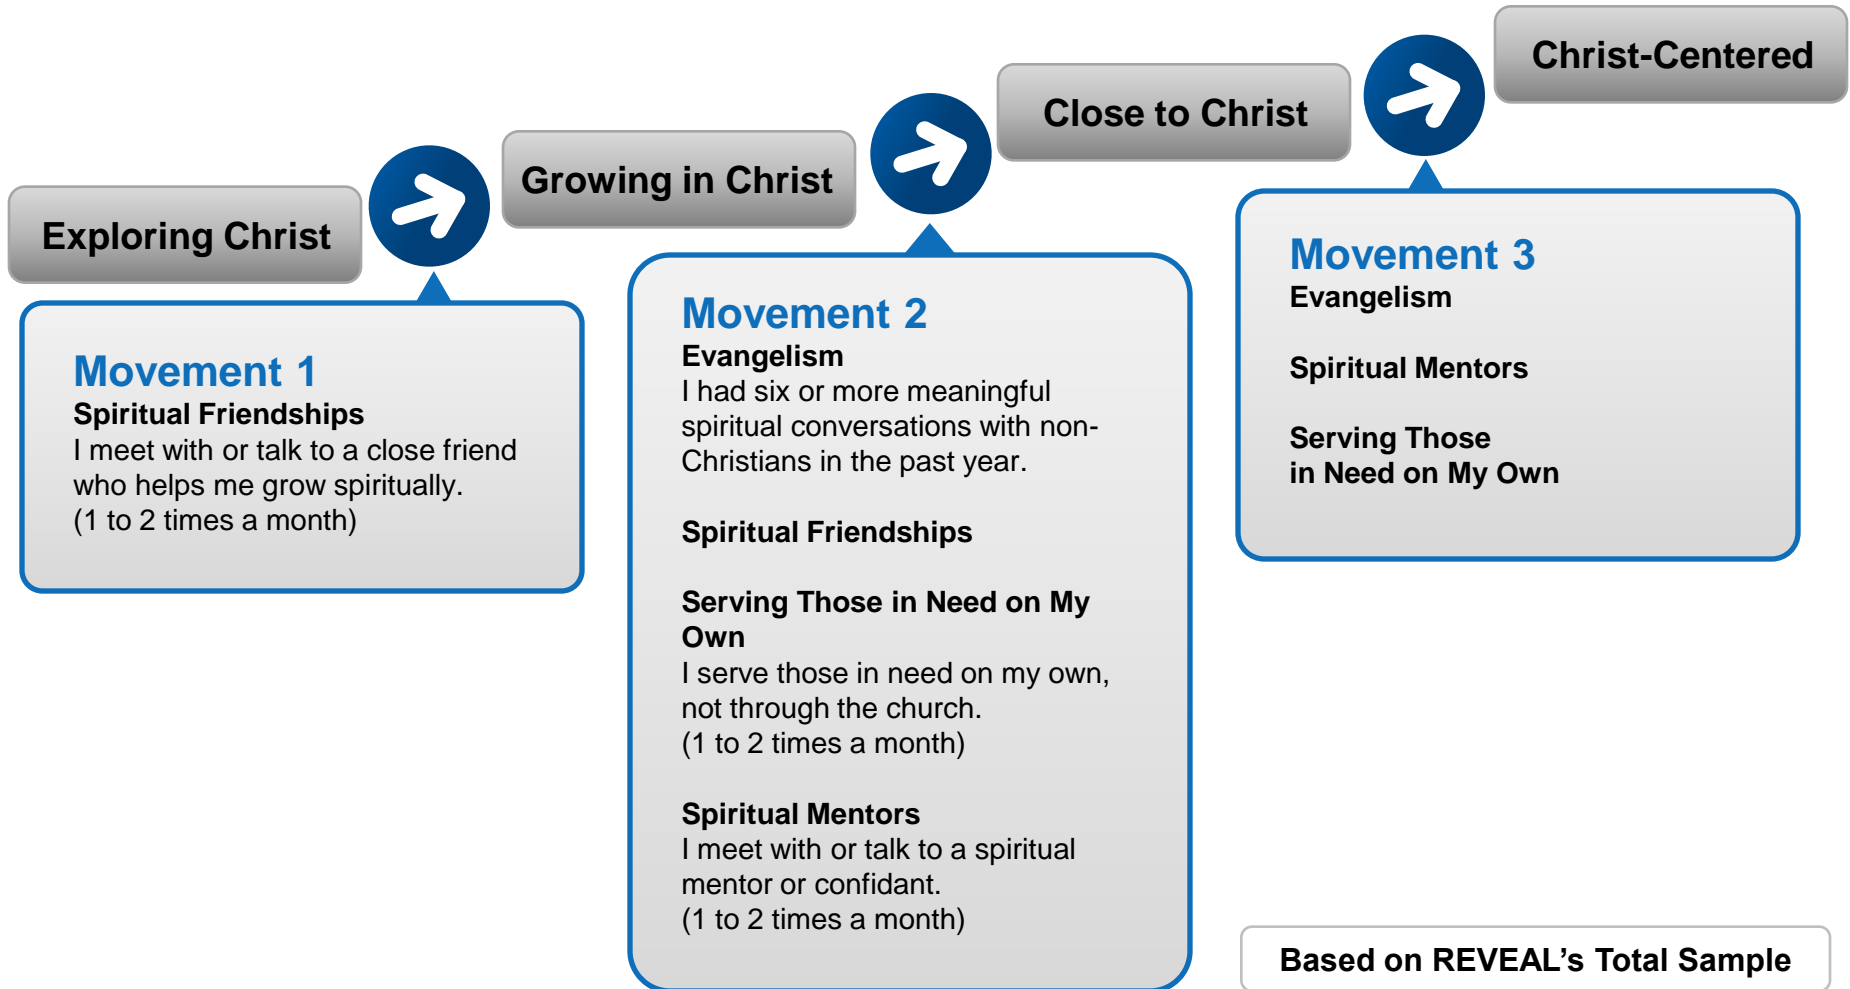 Exploring Christ
Growing in Christ
Close to Christ
Christ-Centered
Movement 1
Spiritual Friendships
I meet with or talk to a close friend
who helps me grow spiritually.
(1 to 2 times a month)
Movement 2
Evangelism
I had six or more meaningful
spiritual conversations with non-
Christians in the past year.
Spiritual Friendships
Serving Those in Need on My
Own
I serve those in need on my own,
not through the church.
(1 to 2 times a month)
Spiritual Mentors
I meet with or talk to a spiritual
mentor or confidant.
(1 to 2 times a month)
Movement 3
Evangelism
Spiritual Mentors
Serving Those
in Need on My Own
Based on REVEAL’s Total Sample